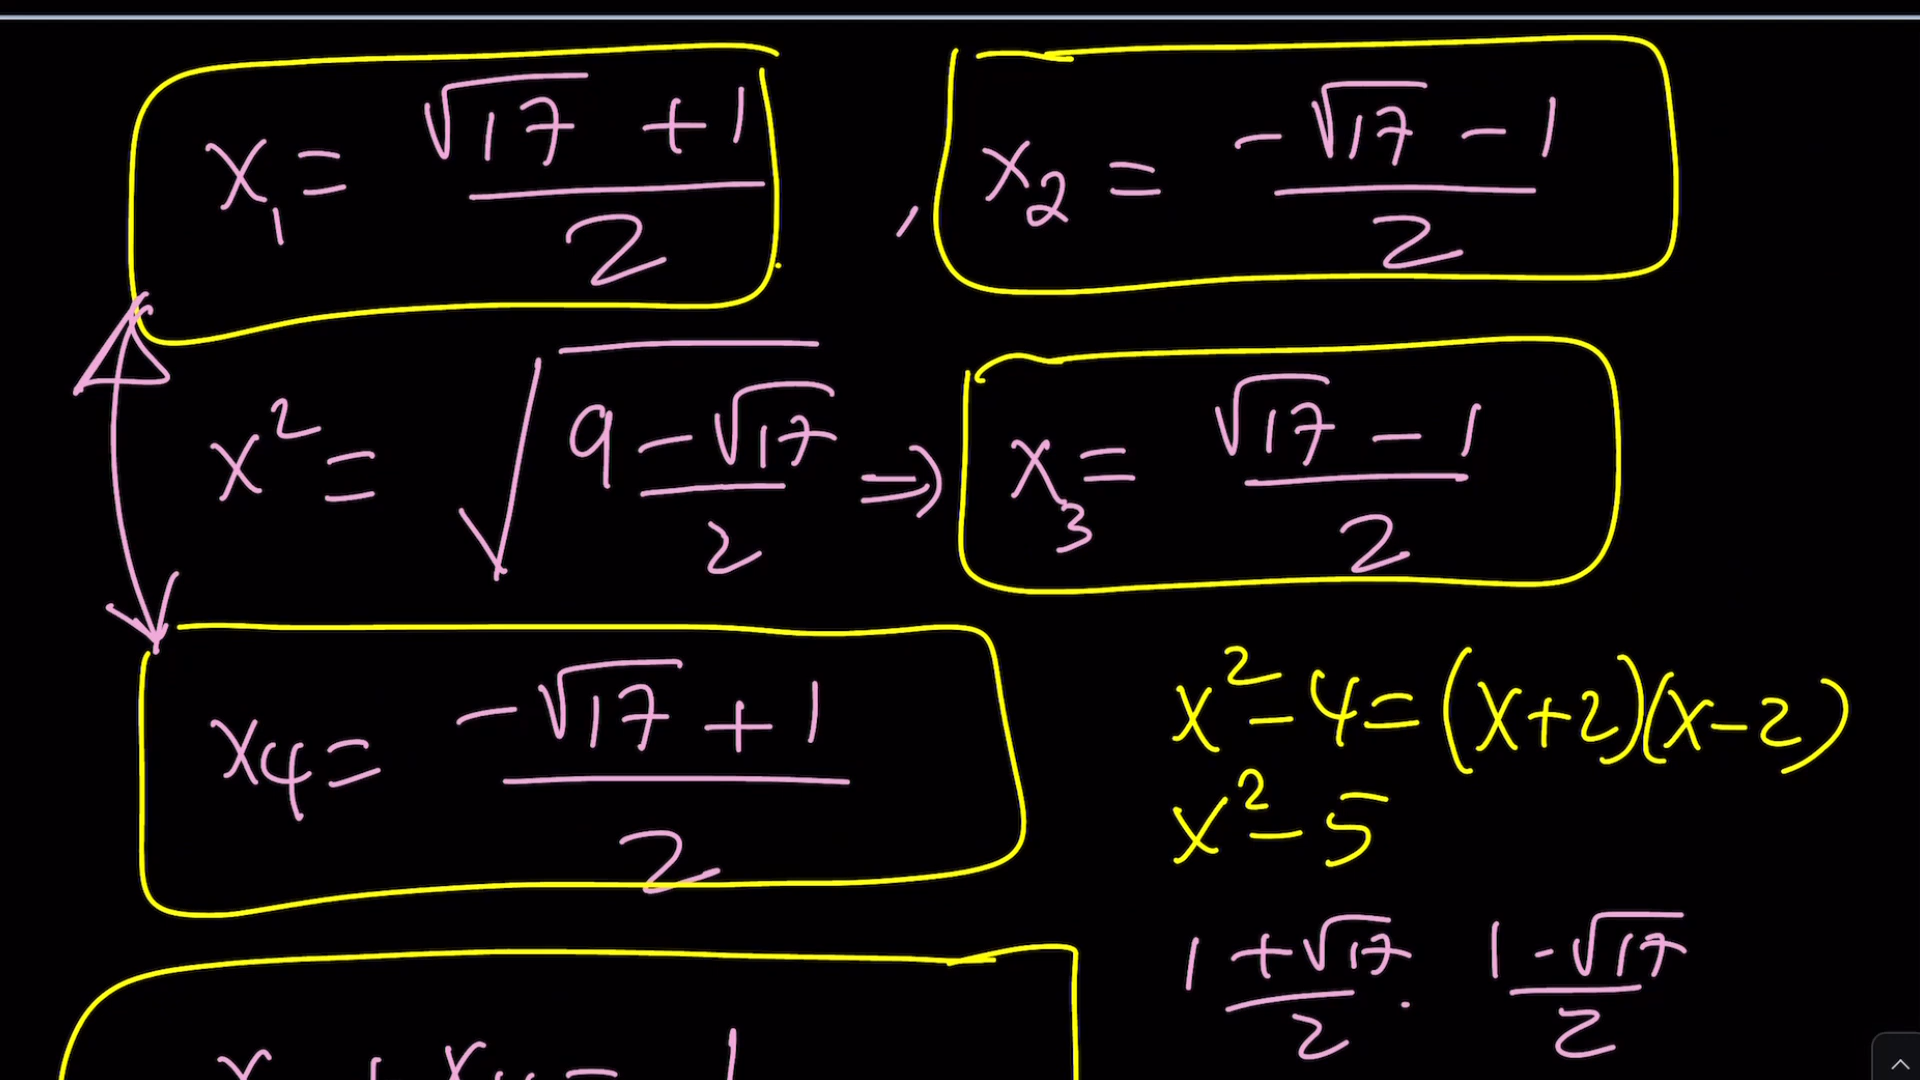 x₁ = (√17 + 1)/2 , x₂ = (-√17 - 1)/2
x² = √((9 - √17)/2) ⇒ x₃ = (√17 - 1)/2
x₄ = (-√17 + 1)/2
x² - 4 = (x+2)(x-2)
x² - 5
(1 + √17)/2 · (1 - √17)/2